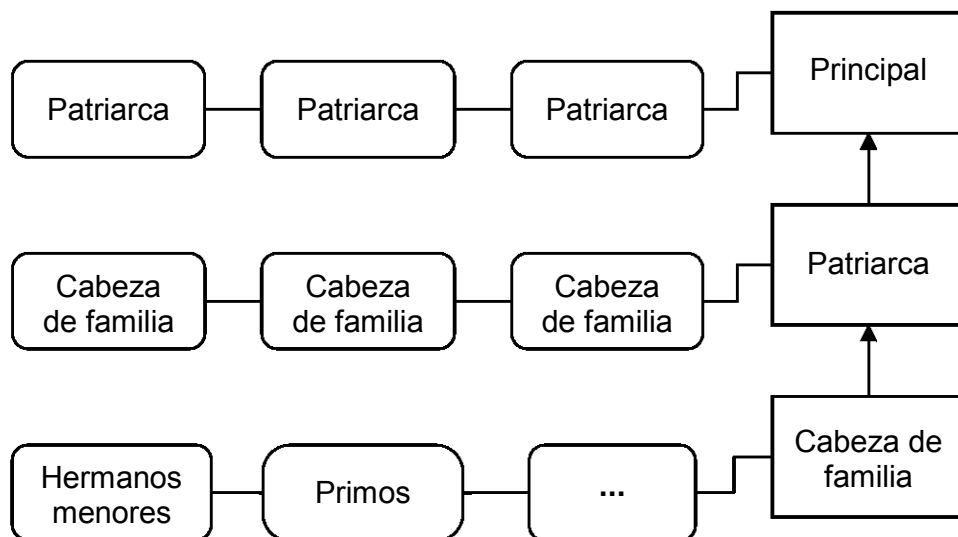 Principal
Patriarca
Patriarca
Patriarca
Patriarca
Cabeza
de familia
Cabeza
de familia
Cabeza
de familia
Cabeza de
familia
Hermanos
menores
Primos
...